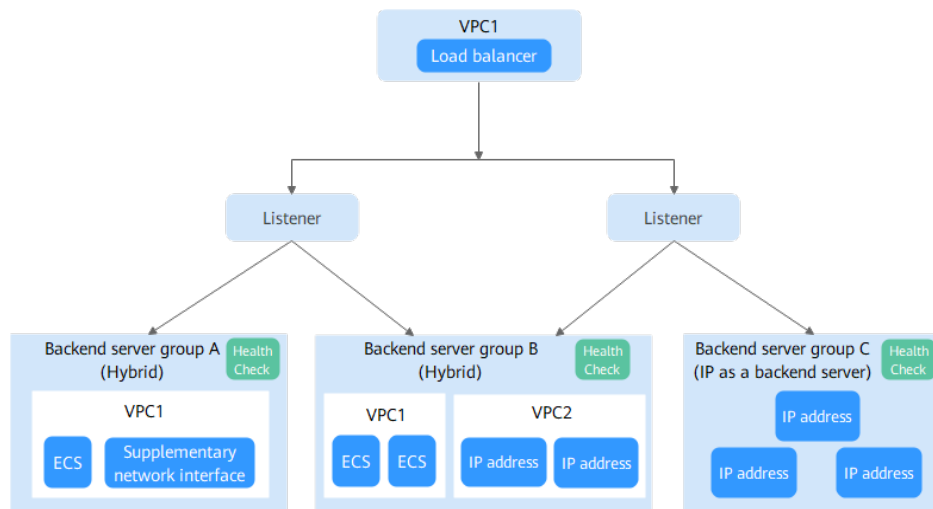 VPC1
Load balancer
Listener
Listener
Backend server group A
(Hybrid)
Health
Check
VPC1
ECS
Supplementary
network interface
Backend server group B
(Hybrid)
Health
Check
VPC1
ECS
ECS
VPC2
IP address
IP address
Backend server group C
(IP as a backend server)
Health
Check
IP address
IP address
IP address